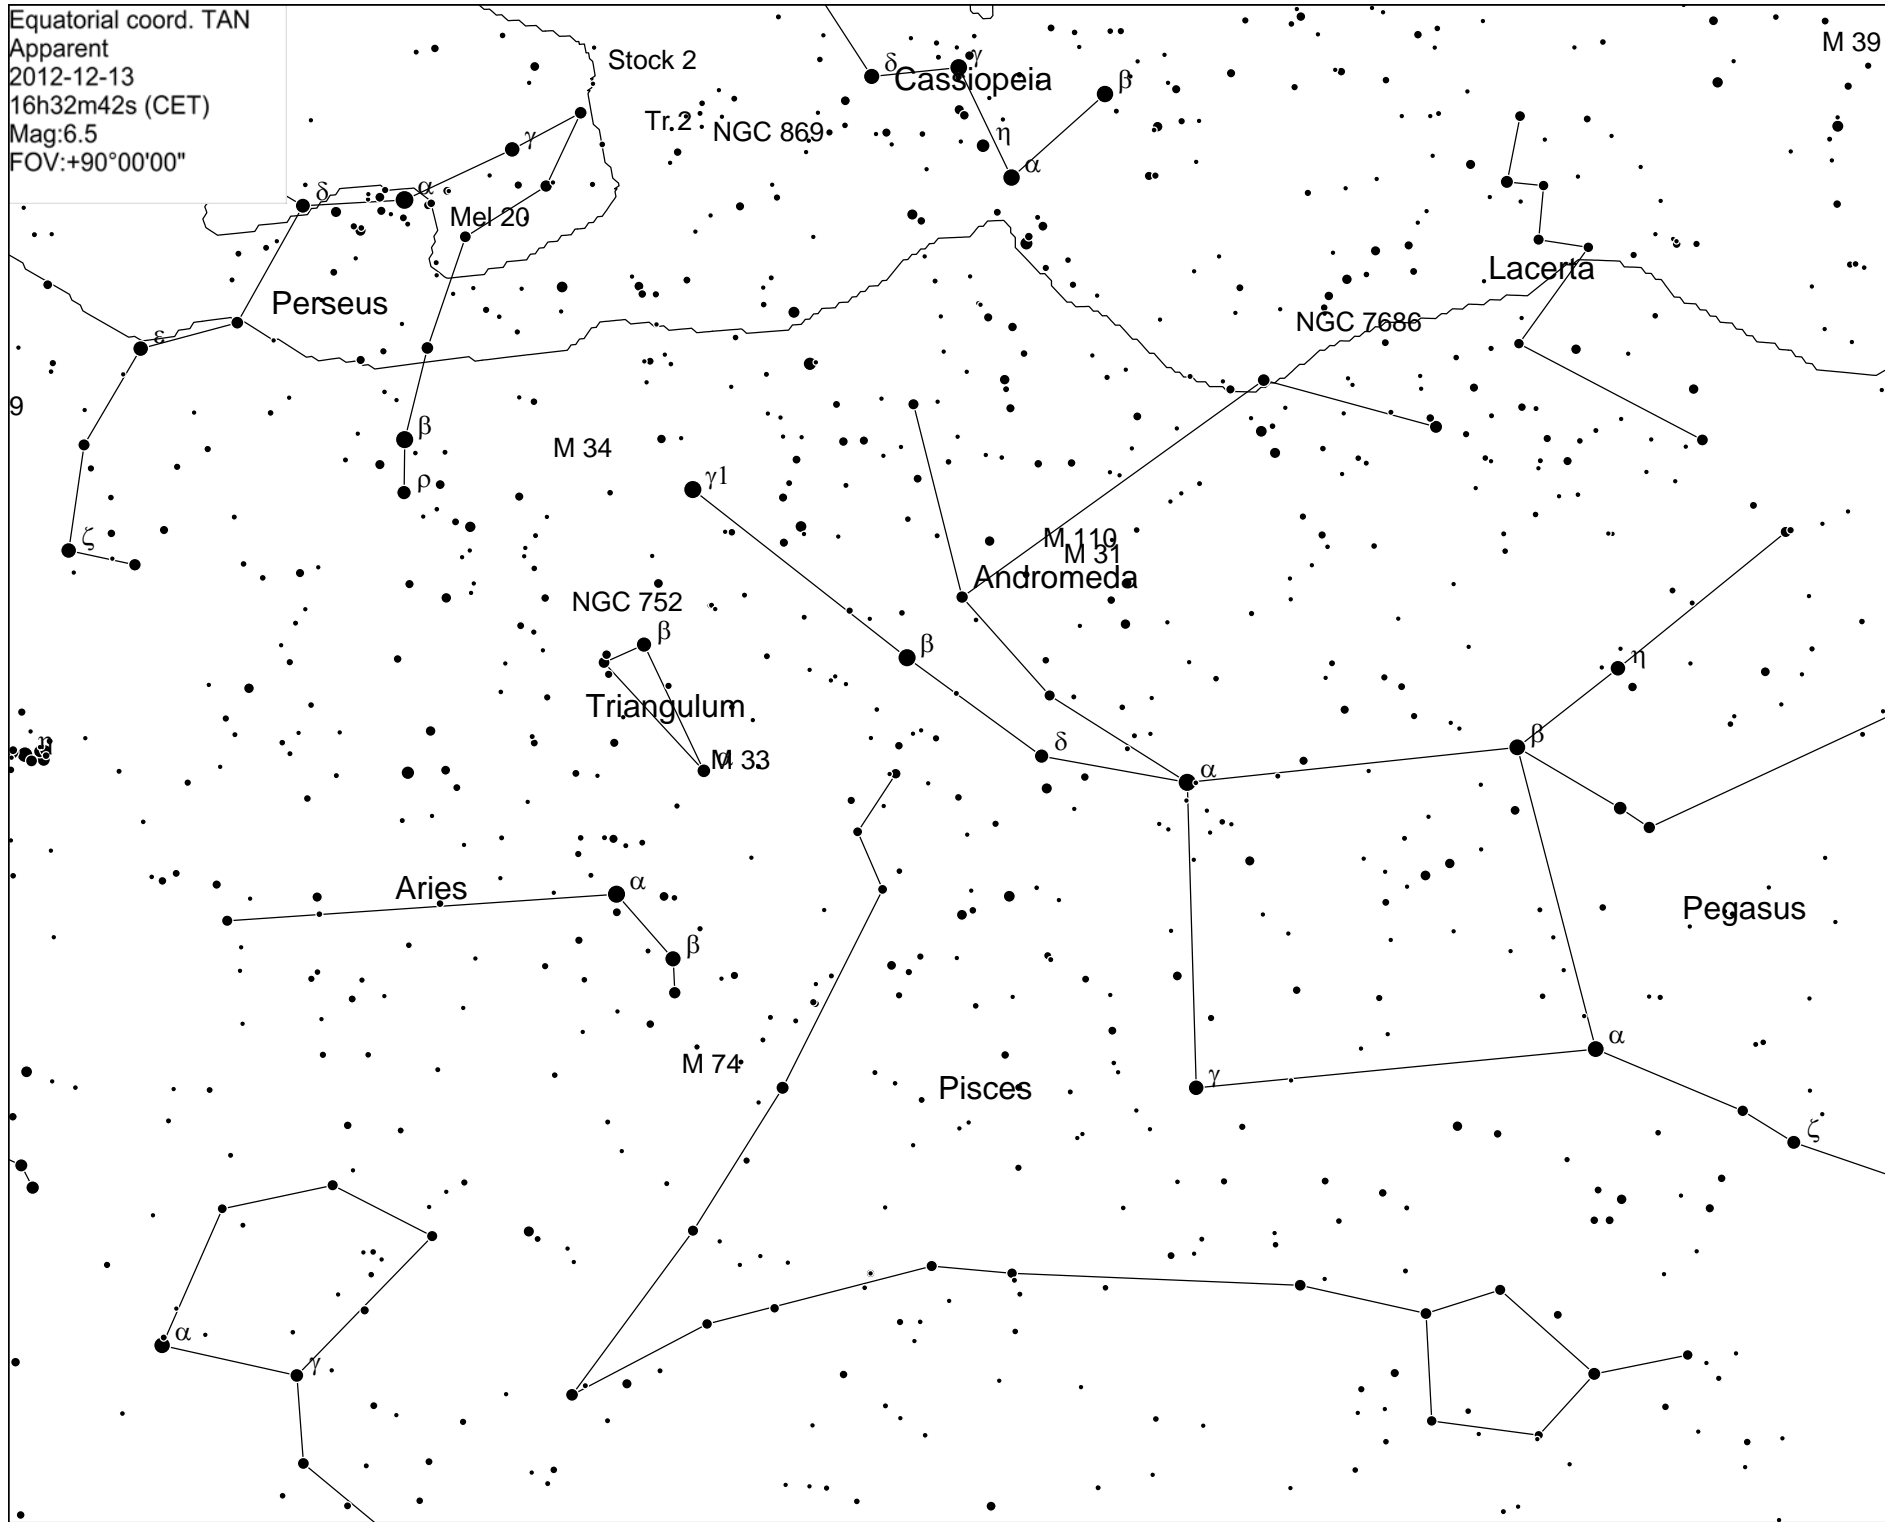 Equatorial coord. TAN
Apparent
2012-12-13
16h32m42s (CET)
Mag:6.5
FOV:+90°00'00"
M 39
Stock 2
δ
γ
Cassiopeia
β
Tr.2
NGC 869
η
α
δ
α
γ
Mel 20
Perseus
Lacerta
NGC 7686
ε
9
β
M 34
ρ
γ1
ζ
M 110
M 31
Andromeda
NGC 752
β
β
η
Triangulum
δ
β
η
M 33
α
α
Aries
α
Pegasus
β
α
M 74
Pisces
γ
ζ
α
γ